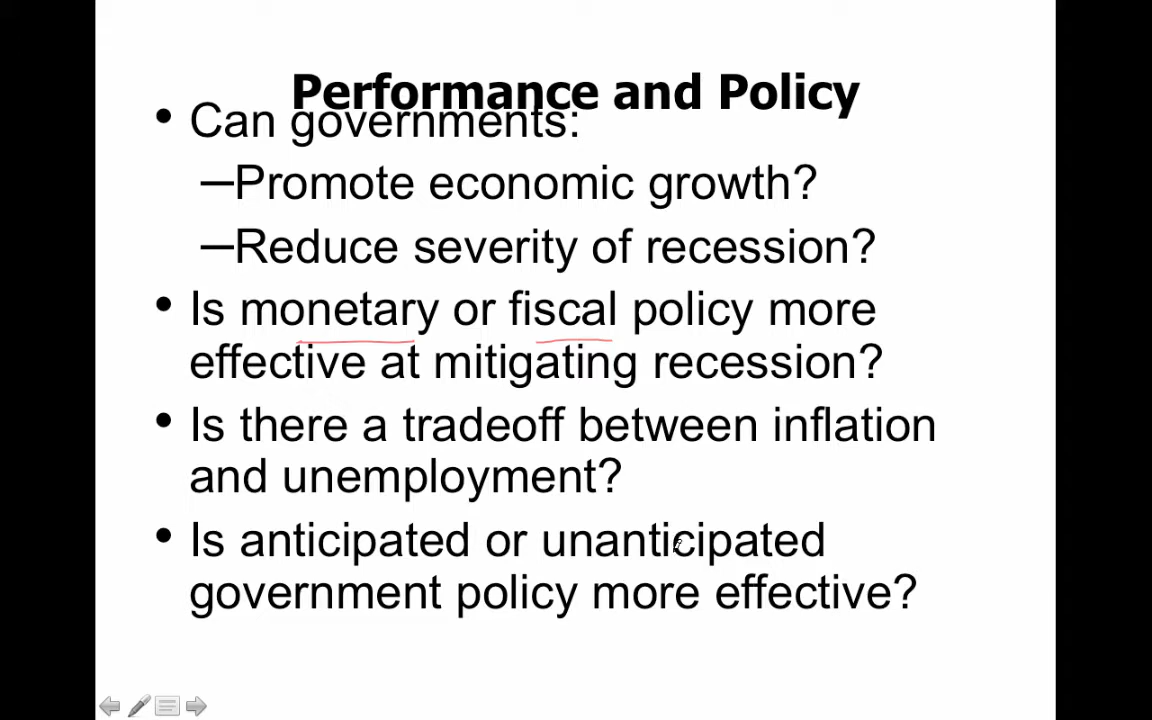 Performance and Policy
• Can governments:
–Promote economic growth?
–Reduce severity of recession?
• Is monetary or fiscal policy more
effective at mitigating recession?
• Is there a tradeoff between inflation
and unemployment?
• Is anticipated or unanticipated
government policy more effective?